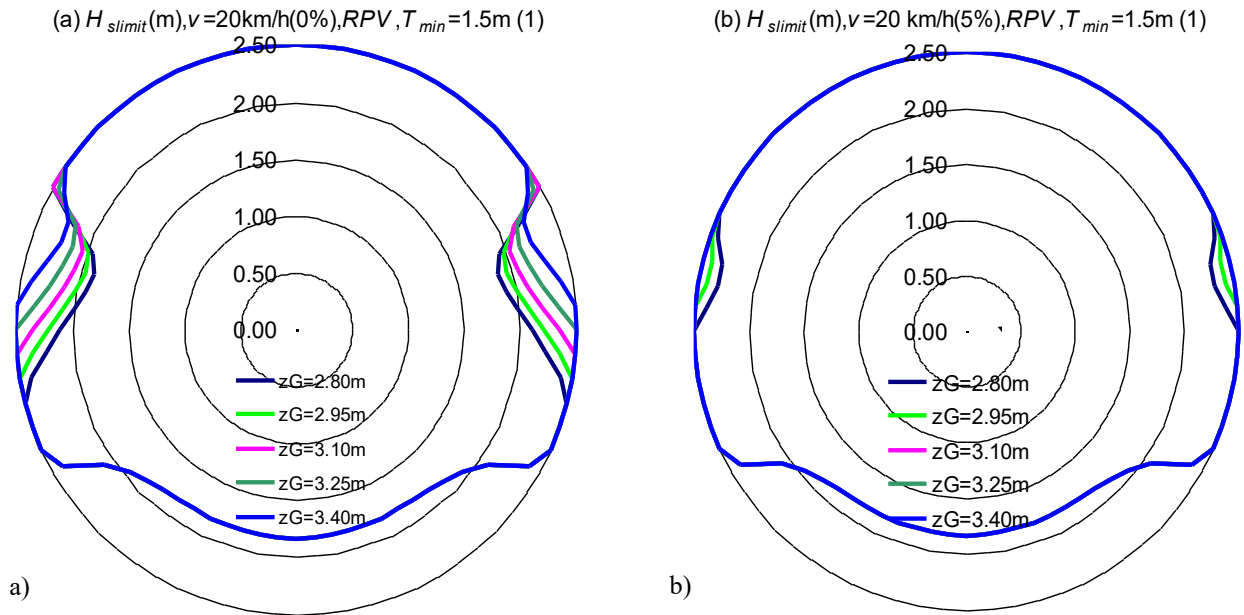 (a) H slimit(m),v=20km/h(0%),RPV ,T min=1.5m (1)
2.50
2.00
1.50
1.00
0.50
0.00
zG=2.80m
zG=2.95m
zG=3.10m
zG=3.25m
zG=3.40m
a)
(b) H slimit(m),v=20 km/h(5%),RPV ,T min=1.5m (1)
2.50
2.00
1.50
1.00
0.50
0.00
zG=2.80m
zG=2.95m
zG=3.10m
zG=3.25m
zG=3.40m
b)